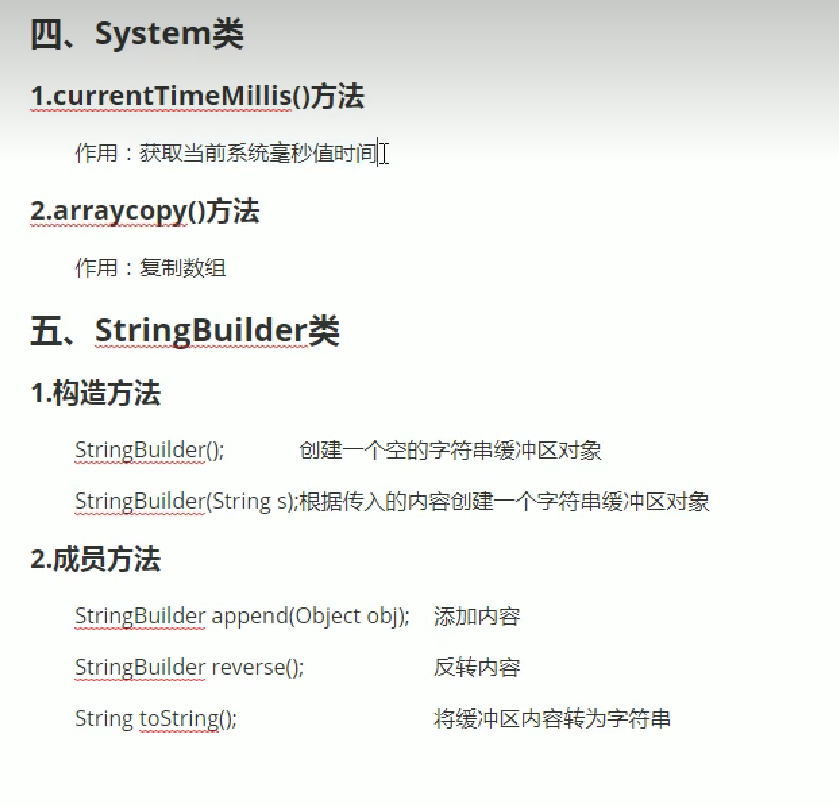 四、System类
1.currentTimeMillis()方法
作用：获取当前系统毫秒值时间
2.arraycopy()方法
作用：复制数组
五、StringBuilder类
1.构造方法
StringBuilder(); 创建一个空的字符串缓冲区对象
StringBuilder(String s);根据传入的内容创建一个字符串缓冲区对象
2.成员方法
StringBuilder append(Object obj); 添加内容
StringBuilder reverse(); 反转内容
String toString(); 将缓冲区内容转为字符串